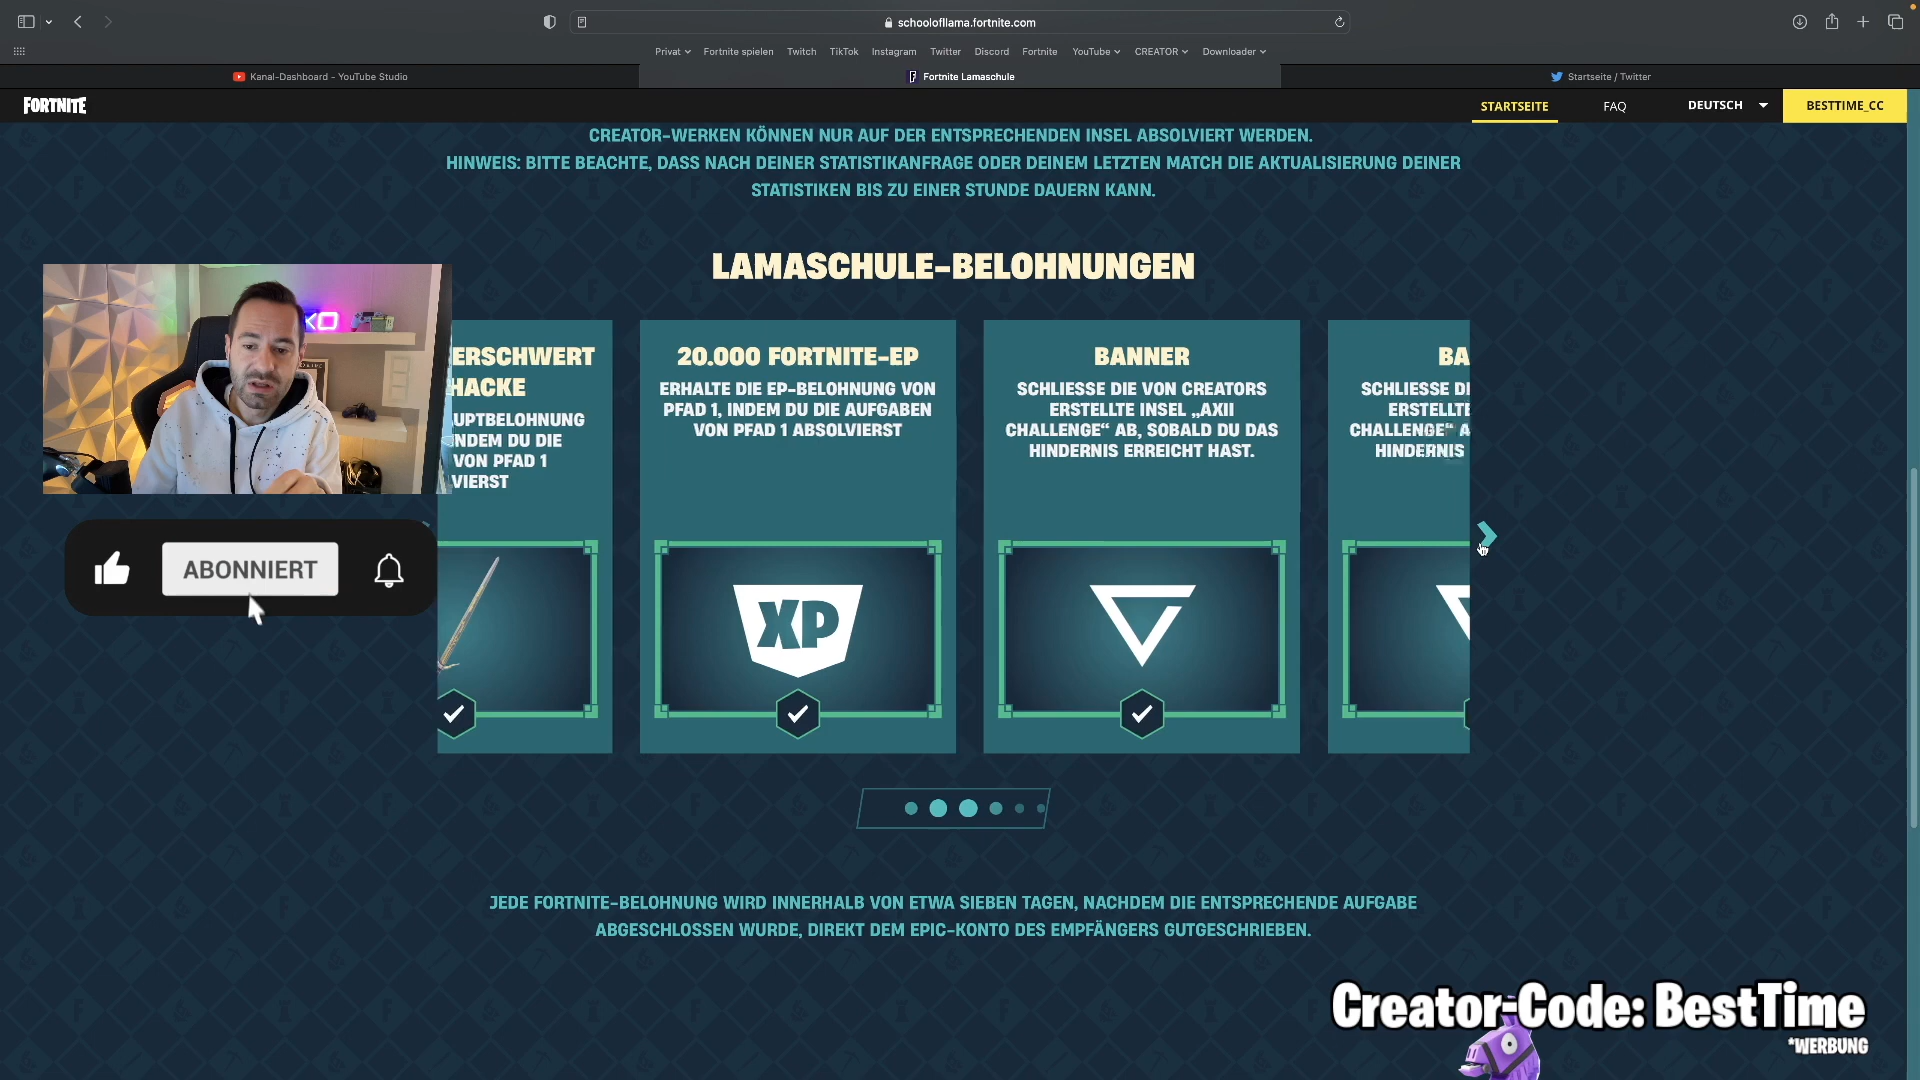 schoolofllama.fortnite.com
Privat
Fortnite spielen
Twitch
TikTok
Instagram
Twitter
Discord
Fortnite
YouTube
CREATOR
Downloader
Kanal-Dashboard - YouTube Studio
Fortnite Lamaschule
Startseite / Twitter
FORTNITE
STARTSEITE
FAQ
DEUTSCH
BESTTIME_CC
CREATOR-WERKEN KÖNNEN NUR AUF DER ENTSPRECHENDEN INSEL ABSOLVIERT WERDEN.
HINWEIS: BITTE BEACHTE, DASS NACH DEINER STATISTIKANFRAGE ODER DEINEM LETZTEN MATCH DIE AKTUALISIERUNG DEINER
STATISTIKEN BIS ZU EINER STUNDE DAUERN KANN.
LAMASCHULE-BELOHNUNGEN
ERSCHWERT
HACKE
UPTBELOHNUNG
INDEM DU DIE
VON PFAD 1
VIERST
20.000 FORTNITE-EP
ERHALTE DIE EP-BELOHNUNG VON
PFAD 1, INDEM DU DIE AUFGABEN
VON PFAD 1 ABSOLVIERST
XP
BANNER
SCHLIESSE DIE VON CREATORS
ERSTELLTE INSEL „AXII
CHALLENGE“ AB, SOBALD DU DAS
HINDERNIS ERREICHT HAST.
BA
SCHLIESSE DI
ERSTELLTE
CHALLENGE“ A
HINDERNIS
ABONNIERT
JEDE FORTNITE-BELOHNUNG WIRD INNERHALB VON ETWA SIEBEN TAGEN, NACHDEM DIE ENTSPRECHENDE AUFGABE
ABGESCHLOSSEN WURDE, DIREKT DEM EPIC-KONTO DES EMPFÄNGERS GUTGESCHRIEBEN.
Creator-Code: BestTime
*WERBUNG